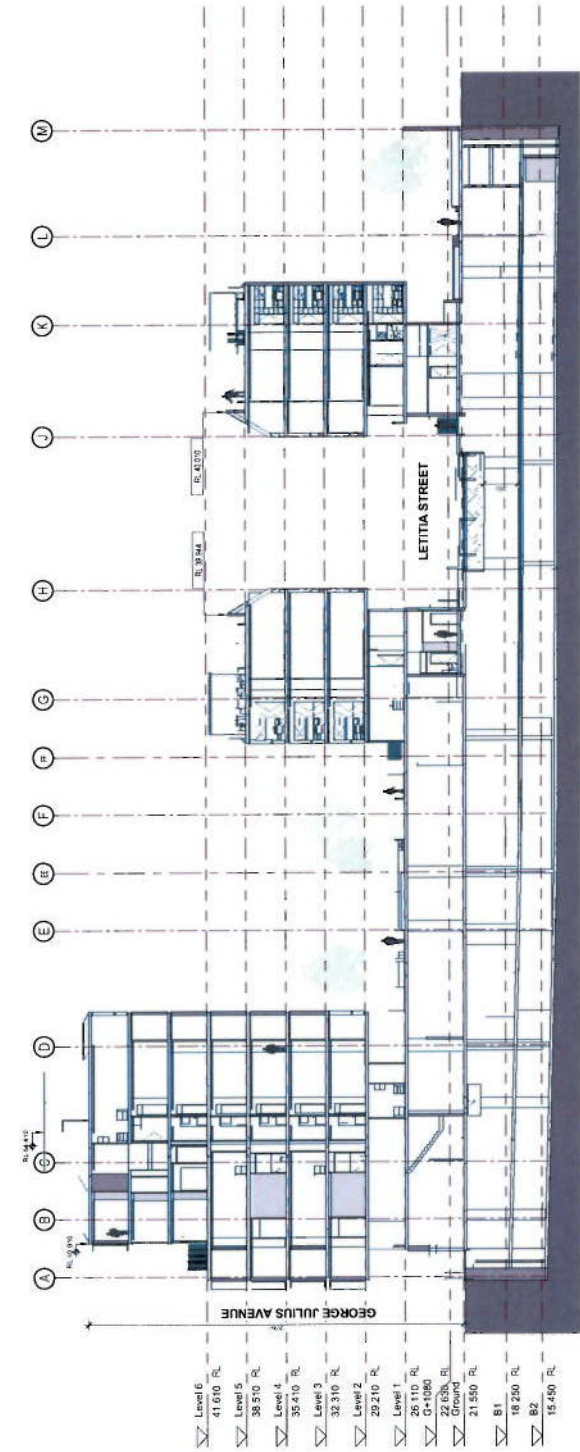 A
B
C
D
E
F
G
H
J
K
L
M
GEORGE JULIUS AVENUE
LETITIA STREET
Level 6
41 610 RL
Level 5
38 510 RL
Level 4
35 410 RL
Level 3
32 310 RL
Level 2
29 210 RL
Level 1
26 110 RL
G+1080
22 630 RL
Ground
21 550 RL
B1
18 250 RL
B2
15 450 RL